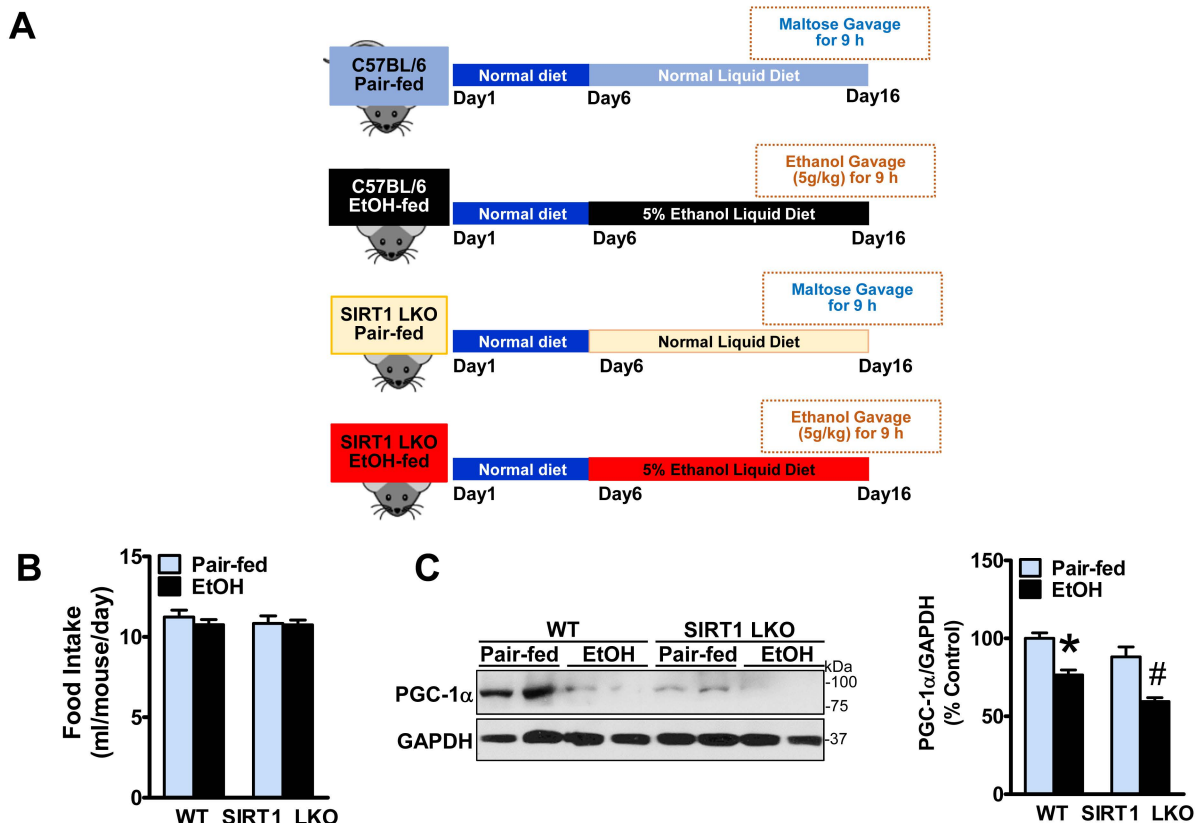 A
Maltose Gavage
for 9 h
C57BL/6
Pair-fed
Normal diet
Normal Liquid Diet
Day1
Day6
Day16
Ethanol Gavage
(5g/kg) for 9 h
C57BL/6
EtOH-fed
Normal diet
5% Ethanol Liquid Diet
Day1
Day6
Day16
Maltose Gavage
for 9 h
SIRT1 LKO
Pair-fed
Normal diet
Normal Liquid Diet
Day1
Day6
Day16
Ethanol Gavage
(5g/kg) for 9 h
SIRT1 LKO
EtOH-fed
Normal diet
5% Ethanol Liquid Diet
Day1
Day6
Day16
B
Food Intake
(ml/mouse/day)
15
10
5
0
Pair-fed
EtOH
WT
SIRT1 LKO
C
WT
SIRT1 LKO
Pair-fed
EtOH
Pair-fed
EtOH
kDa
PGC-1α
-100
-75
GAPDH
-37
PGC-1α/GAPDH
(% Control)
150
100
50
0
Pair-fed
EtOH
*
#
WT
SIRT1 LKO